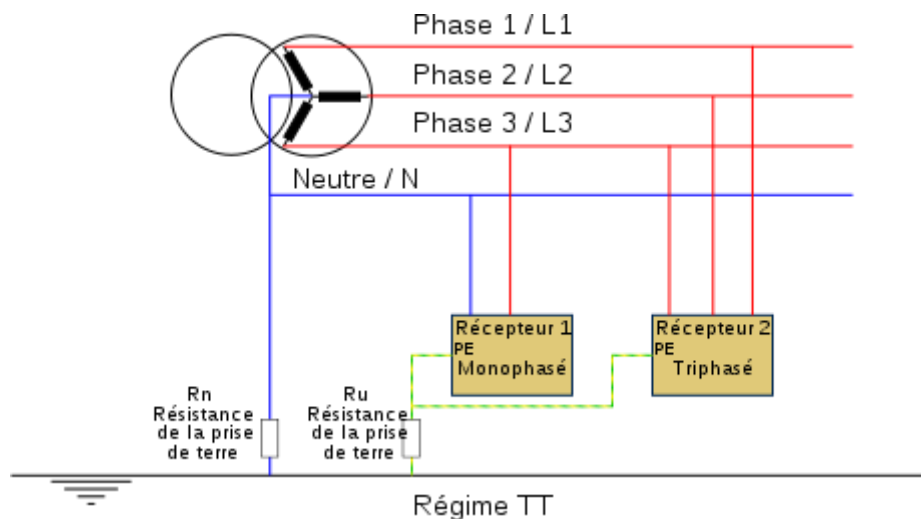 Phase 1 / L1
Phase 2 / L2
Phase 3 / L3
Neutre / N
Récepteur 1
PE
Monophasé
Récepteur 2
PE
Triphasé
Rn
Résistance
de la prise
de terre
Ru
Résistance
de la prise
de terre
Régime TT